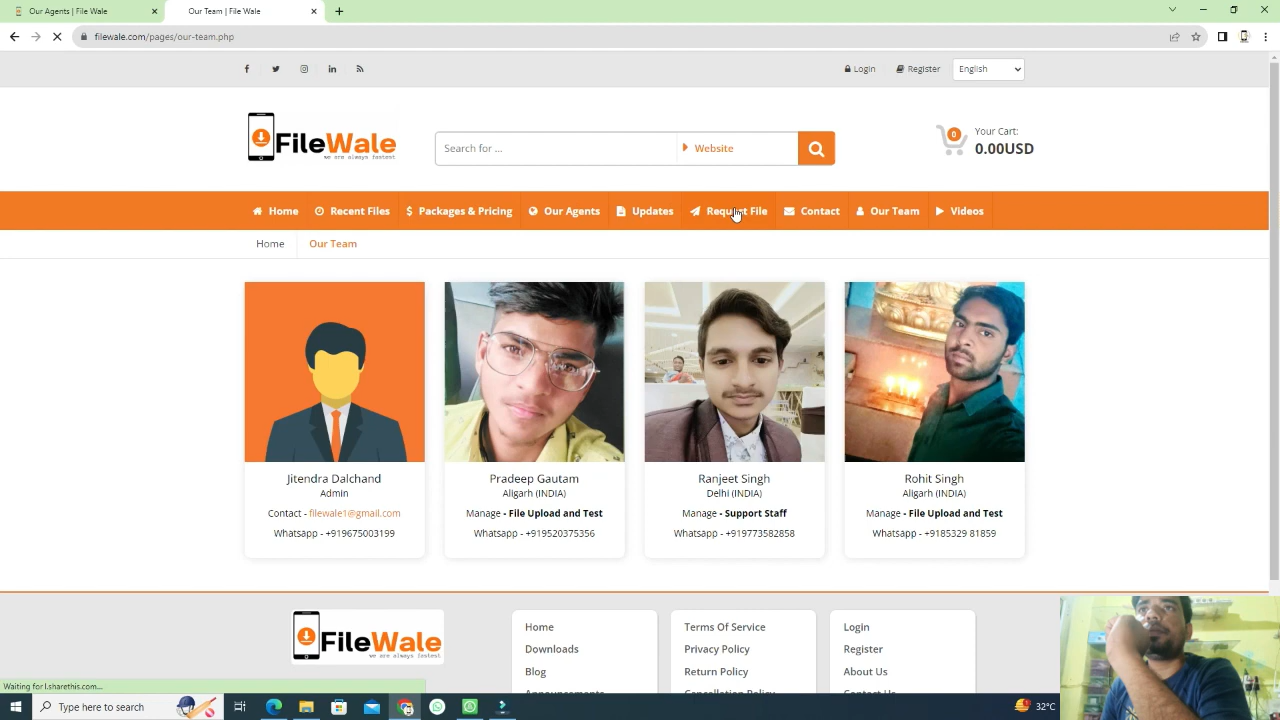 Our Agents | File Wale
Our Team | File Wale
filewale.com/pages/our-team.php
Login
Register
English
FileWale
we are always fastest
Search for ...
Website
0
Your Cart:
0.00USD
Home
Recent Files
Packages & Pricing
Our Agents
Updates
Request File
Contact
Our Team
Videos
Home
Our Team
Jitendra Dalchand
Admin
Contact - filewale1@gmail.com
Whatsapp - +919675003199
Pradeep Gautam
Aligarh (INDIA)
Manage - File Upload and Test
Whatsapp - +919520375356
Ranjeet Singh
Delhi (INDIA)
Manage - Support Staff
Whatsapp - +919773582858
Rohit Singh
Aligarh (INDIA)
Manage - File Upload and Test
Whatsapp - +9185329 81859
FileWale
we are always fastest
Home
Downloads
Blog
Announcements
Terms Of Service
Privacy Policy
Return Policy
Cancellation Policy
Login
Register
About Us
Contact Us
Waiting for l.sharethis.com...
Type here to search
32°C